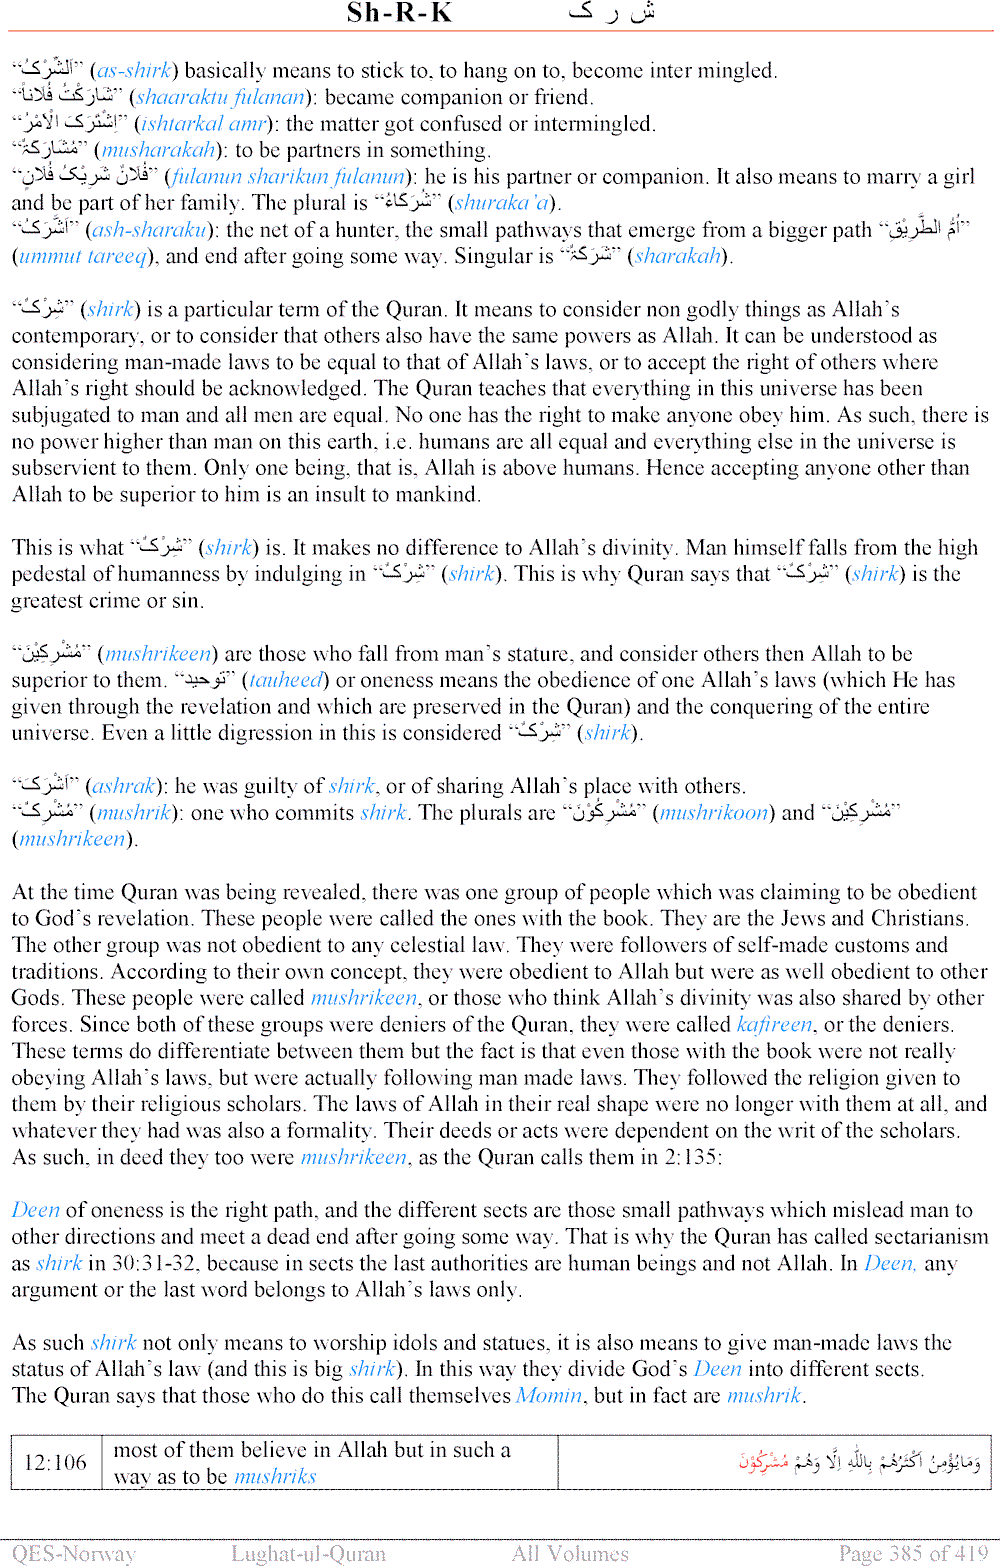 Sh-R-K ش ر ک
“اَلشِّرْکُ” (as-shirk) basically means to stick to, to hang on to, become inter mingled.
“شَارَکْتُ فُلَاناً” (shaaraktu fulanan): became companion or friend.
“اِشْتَرَکَ الْاَمْرُ” (ishtarkal amr): the matter got confused or intermingled.
“مُشَارَکَۃٌ” (musharakah): to be partners in something.
“فُلَانٌ شَرِیْکُ فُلَانٍ” (fulanun sharikun fulanun): he is his partner or companion. It also means to marry a girl
and be part of her family. The plural is “شُرَکَاءُ” (shuraka’a).
“اَشَّرَکُ” (ash-sharaku): the net of a hunter, the small pathways that emerge from a bigger path “اُمُّ الطَّرِیْقِ”
(ummut tareeq), and end after going some way. Singular is “شَرَکَۃٌ” (sharakah).
“شِرْکٌ” (shirk) is a particular term of the Quran. It means to consider non godly things as Allah’s
contemporary, or to consider that others also have the same powers as Allah. It can be understood as
considering man-made laws to be equal to that of Allah’s laws, or to accept the right of others where
Allah’s right should be acknowledged. The Quran teaches that everything in this universe has been
subjugated to man and all men are equal. No one has the right to make anyone obey him. As such, there is
no power higher than man on this earth, i.e. humans are all equal and everything else in the universe is
subservient to them. Only one being, that is, Allah is above humans. Hence accepting anyone other than
Allah to be superior to him is an insult to mankind.
This is what “شِرْکٌ” (shirk) is. It makes no difference to Allah’s divinity. Man himself falls from the high
pedestal of humanness by indulging in “شِرْکٌ” (shirk). This is why Quran says that “شِرْکٌ” (shirk) is the
greatest crime or sin.
“مُشْرِکِیْنَ” (mushrikeen) are those who fall from man’s stature, and consider others then Allah to be
superior to them. “توحید” (tauheed) or oneness means the obedience of one Allah’s laws (which He has
given through the revelation and which are preserved in the Quran) and the conquering of the entire
universe. Even a little digression in this is considered “شِرْکٌ” (shirk).
“اَشْرَکَ” (ashrak): he was guilty of shirk, or of sharing Allah’s place with others.
“مُشْرِکٌ” (mushrik): one who commits shirk. The plurals are “مُشْرِکُوْنَ” (mushrikoon) and “مُشْرِکِیْنَ”
(mushrikeen).
At the time Quran was being revealed, there was one group of people which was claiming to be obedient
to God’s revelation. These people were called the ones with the book. They are the Jews and Christians.
The other group was not obedient to any celestial law. They were followers of self-made customs and
traditions. According to their own concept, they were obedient to Allah but were as well obedient to other
Gods. These people were called mushrikeen, or those who think Allah’s divinity was also shared by other
forces. Since both of these groups were deniers of the Quran, they were called kafireen, or the deniers.
These terms do differentiate between them but the fact is that even those with the book were not really
obeying Allah’s laws, but were actually following man made laws. They followed the religion given to
them by their religious scholars. The laws of Allah in their real shape were no longer with them at all, and
whatever they had was also a formality. Their deeds or acts were dependent on the writ of the scholars.
As such, in deed they too were mushrikeen, as the Quran calls them in 2:135:
Deen of oneness is the right path, and the different sects are those small pathways which mislead man to
other directions and meet a dead end after going some way. That is why the Quran has called sectarianism
as shirk in 30:31-32, because in sects the last authorities are human beings and not Allah. In Deen, any
argument or the last word belongs to Allah’s laws only.
As such shirk not only means to worship idols and statues, it is also means to give man-made laws the
status of Allah’s law (and this is big shirk). In this way they divide God’s Deen into different sects.
The Quran says that those who do this call themselves Momin, but in fact are mushrik.
12:106 most of them believe in Allah but in such a
way as to be mushriks
وَمَایُؤْمِنُ اَکْثَرُھُمْ بِاللّٰہِ اِلَّا وَھُمْ مُشْرِکُوْنَ
QES-Norway Lughat-ul-Quran All Volumes Page 385 of 419